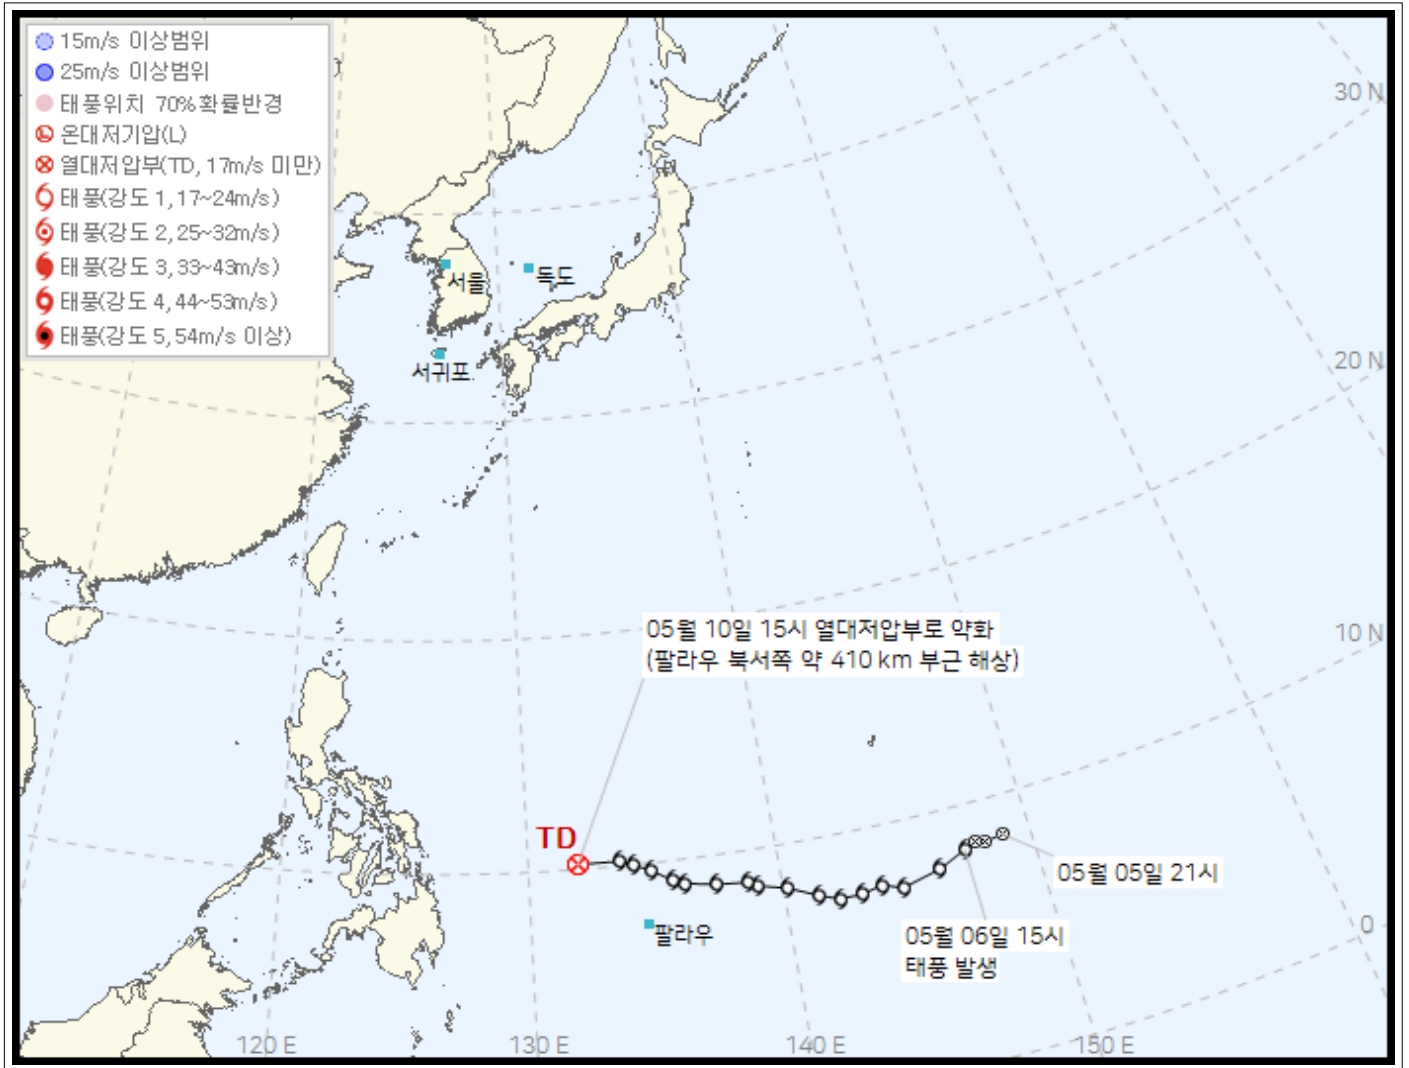 15m/s 이상범위
25m/s 이상범위
태풍위치 70%확률반경
온대저기압(L)
열대저압부(TD, 17m/s 미만)
태풍(강도 1, 17~24m/s)
태풍(강도 2, 25~32m/s)
태풍(강도 3, 33~43m/s)
태풍(강도 4, 44~53m/s)
태풍(강도 5, 54m/s 이상)
30 N
서울
독도
20 N
서귀포
05월 10일 15시 열대저압부로 약화
(팔라우 북서쪽 약 410 km 부근 해상)
10 N
TD
05월 05일 21시
팔라우
05월 06일 15시
태풍 발생
0
120 E
130 E
140 E
150 E